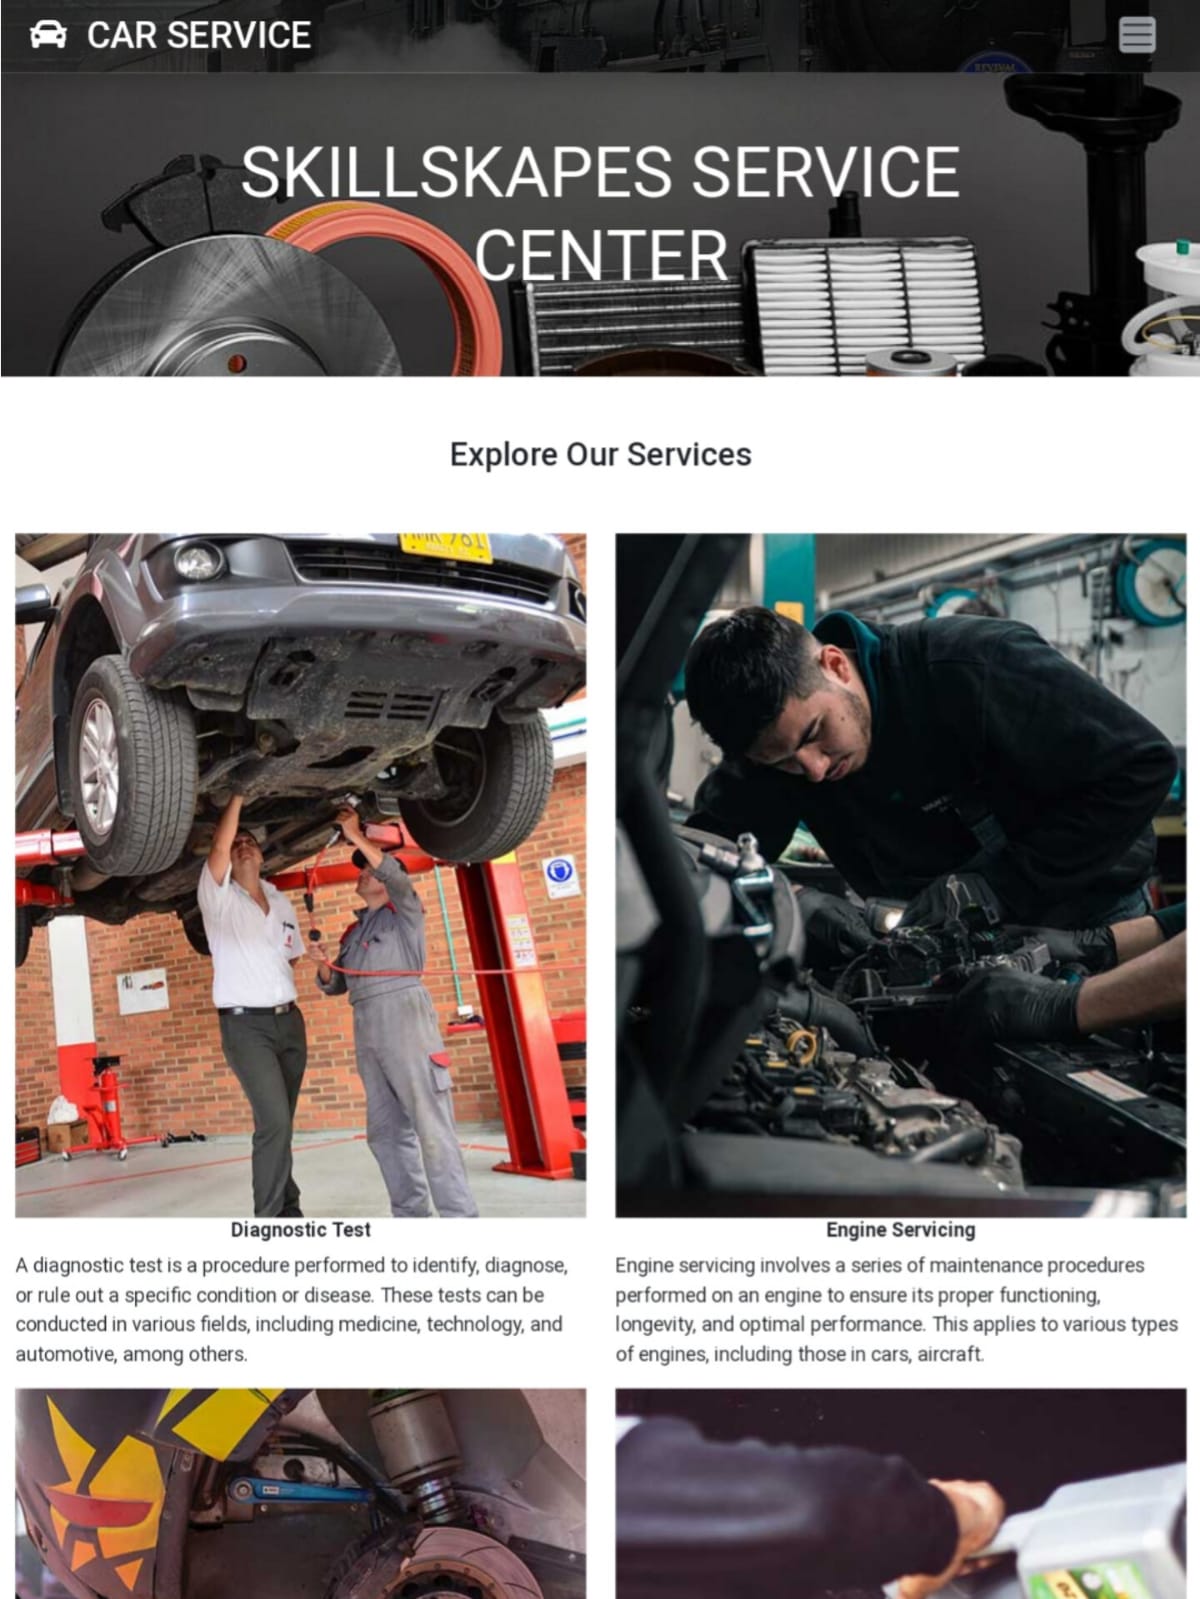 CAR SERVICE
REVIVAL
SKILLSKAPES SERVICE
CENTER
Explore Our Services
Diagnostic Test
A diagnostic test is a procedure performed to identify, diagnose,
or rule out a specific condition or disease. These tests can be
conducted in various fields, including medicine, technology, and
automotive, among others.
Engine Servicing
Engine servicing involves a series of maintenance procedures
performed on an engine to ensure its proper functioning,
longevity, and optimal performance. This applies to various types
of engines, including those in cars, aircraft.